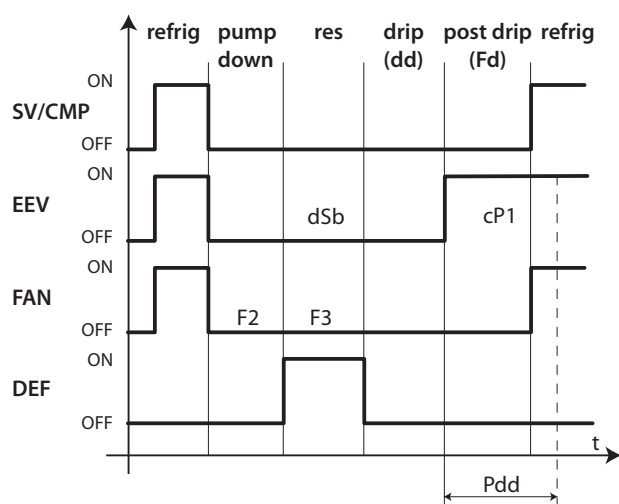 refrig pump res drip post drip refrig
down (dd) (Fd)
ON
SV/CMP
OFF
ON
EEV dSb cP1
OFF
ON
FAN
F2 F3
OFF
ON
DEF
OFF
t
Pdd